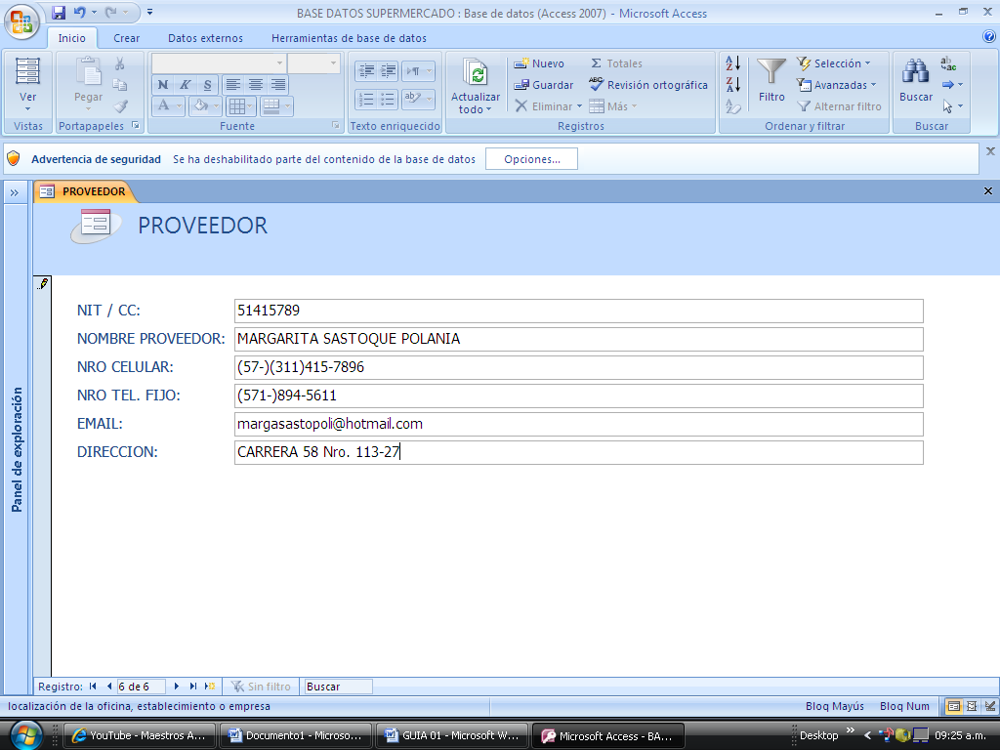 BASE DATOS SUPERMERCADO : Base de datos (Access 2007) - Microsoft Access
Inicio Crear Datos externos Herramientas de base de datos
Ver
Vistas
Pegar
Portapapeles
N K S
A
Fuente
Texto enriquecido
Actualizar todo
Nuevo
Guardar
Eliminar
Totales
Revisión ortográfica
Más
Registros
Filtro
Selección
Avanzadas
Alternar filtro
Ordenar y filtrar
Buscar
Buscar
Advertencia de seguridad Se ha deshabilitado parte del contenido de la base de datos Opciones...
Panel de exploración
PROVEEDOR
PROVEEDOR
NIT / CC: 51415789
NOMBRE PROVEEDOR: MARGARITA SASTOQUE POLANIA
NRO CELULAR: (57-)(311)415-7896
NRO TEL. FIJO: (571-)894-5611
EMAIL: margasastopoli@hotmail.com
DIRECCION: CARRERA 58 Nro. 113-27
Registro: 6 de 6 Sin filtro Buscar
localización de la oficina, establecimiento o empresa Bloq Mayús Bloq Num
YouTube - Maestros A... Documento1 - Microso... GUIA 01 - Microsoft W... Microsoft Access - BA... Desktop 09:25 a.m.